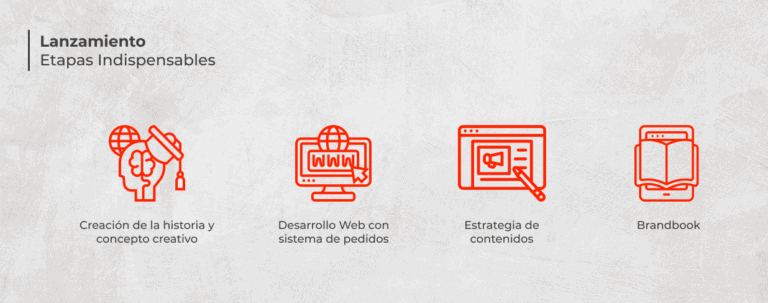 Lanzamiento
Etapas Indispensables
WWW
Creación de la historia y
concepto creativo
Desarrollo Web con
sistema de pedidos
Estrategia de
contenidos
Brandbook